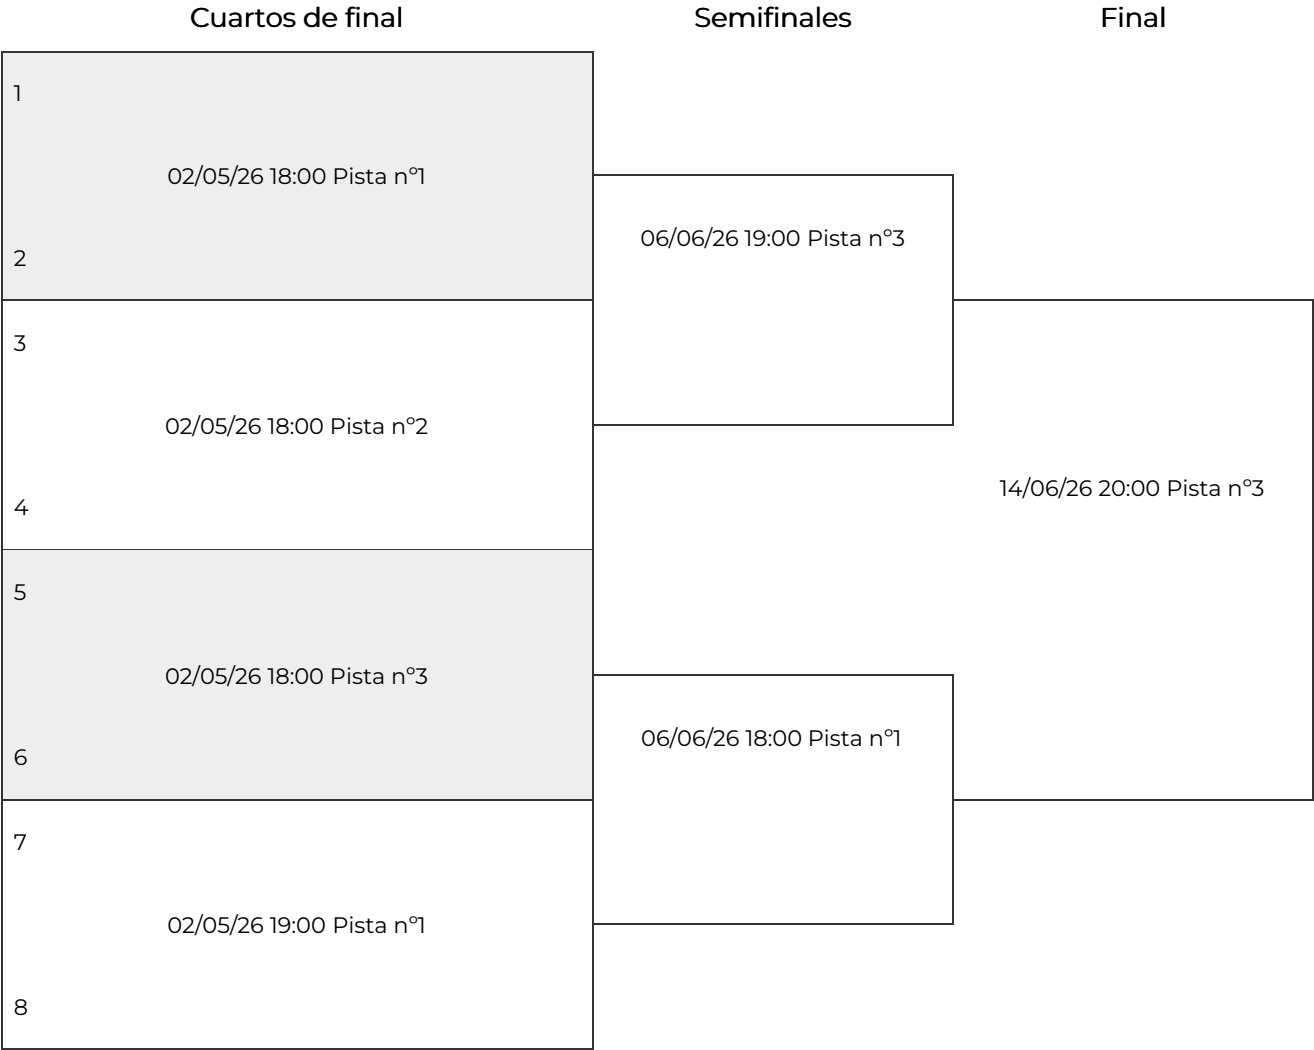 Cuartos de final
Semifinales
Final
1
02/05/26 18:00 Pista nº1
2
3
02/05/26 18:00 Pista nº2
4
5
02/05/26 18:00 Pista nº3
6
7
02/05/26 19:00 Pista nº1
8
06/06/26 19:00 Pista nº3
06/06/26 18:00 Pista nº1
14/06/26 20:00 Pista nº3